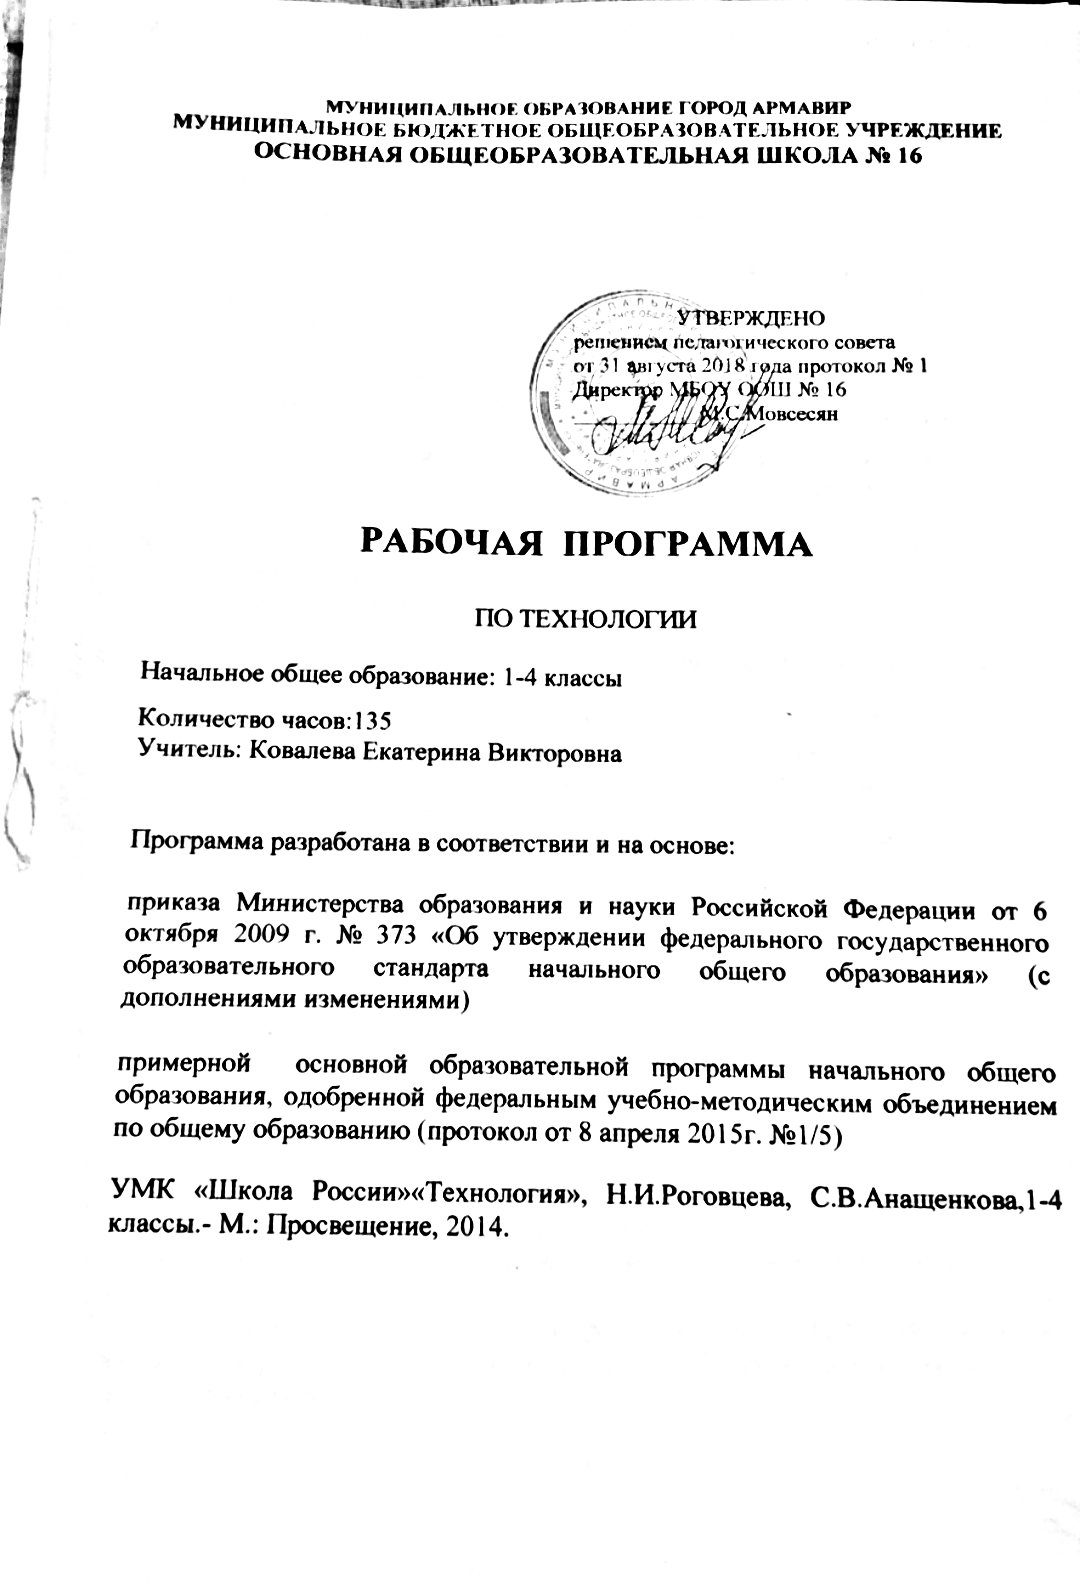 МУНИЦИПАЛЬНОЕ ОБРАЗОВАНИЕ ГОРОД АРМАВИР
МУНИЦИПАЛЬНОЕ БЮДЖЕТНОЕ ОБЩЕОБРАЗОВАТЕЛЬНОЕ УЧРЕЖДЕНИЕ
ОСНОВНАЯ ОБЩЕОБРАЗОВАТЕЛЬНАЯ ШКОЛА № 16
УТВЕРЖДЕНО
решением педагогического совета
от 31 августа 2018 года протокол № 1
Директор МБОУ ООШ № 16
М.С.Мовсесян
РАБОЧАЯ ПРОГРАММА
ПО ТЕХНОЛОГИИ
Начальное общее образование: 1-4 классы
Количество часов:135
Учитель: Ковалева Екатерина Викторовна
Программа разработана в соответствии и на основе:
приказа Министерства образования и науки Российской Федерации от 6
октября 2009 г. № 373 «Об утверждении федерального государственного
образовательного стандарта начального общего образования» (с
дополнениями изменениями)
примерной основной образовательной программы начального общего
образования, одобренной федеральным учебно-методическим объединением
по общему образованию (протокол от 8 апреля 2015г. №1/5)
УМК «Школа России»«Технология», Н.И.Роговцева, С.В.Анащенкова,1-4
классы.- М.: Просвещение, 2014.